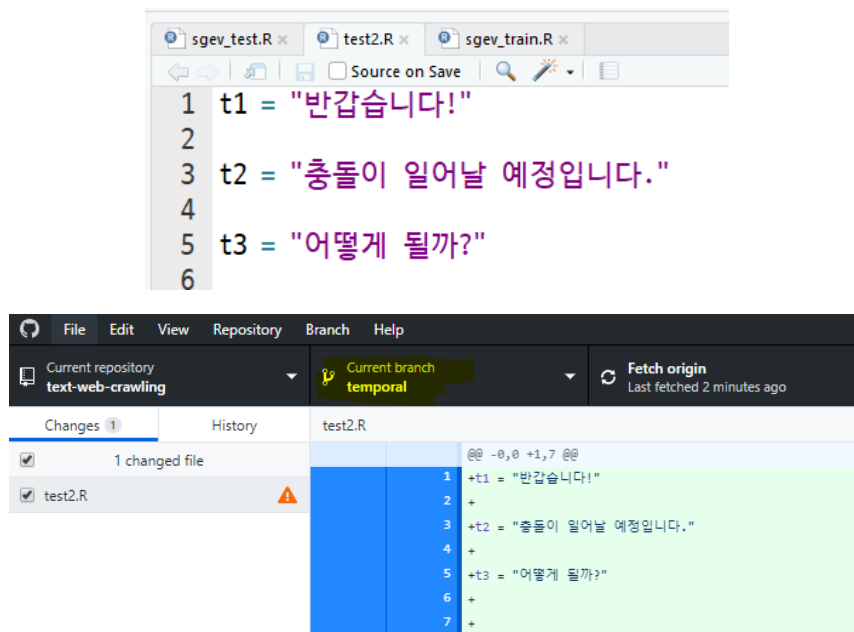 sgev_test.R × test2.R × sgev_train.R ×
Source on Save
1 t1 = "반갑습니다!"
2
3 t2 = "충돌이 일어날 예정입니다."
4
5 t3 = "어떻게 될까?"
6
File Edit View Repository Branch Help
Current repository
text-web-crawling
Current branch
temporal
Fetch origin
Last fetched 2 minutes ago
Changes 1 History test2.R
1 changed file
test2.R
@@ -0,0 +1,7 @@
1 +t1 = "반갑습니다!"
2 +
3 +t2 = "충돌이 일어날 예정입니다."
4 +
5 +t3 = "어떻게 될까?"
6 +
7 +